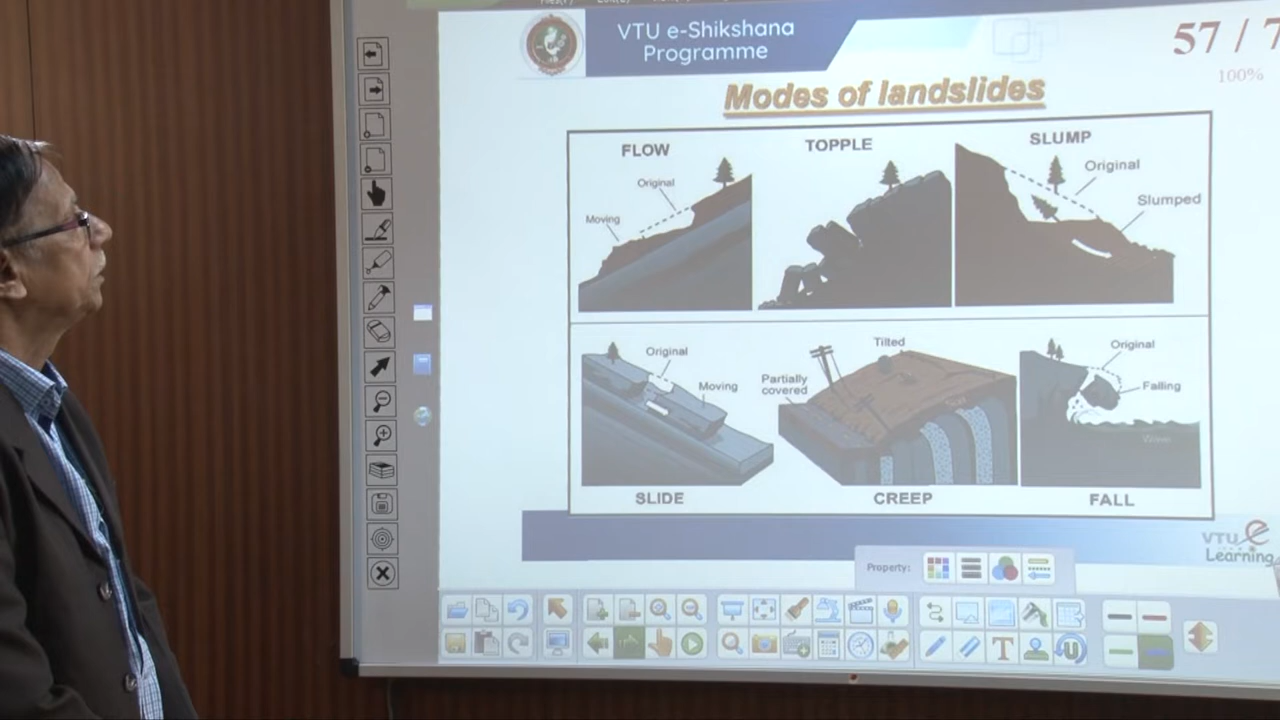 VTU e-Shikshana
Programme
57 / 7
100%
Modes of landslides
FLOW
Original
Moving
TOPPLE
SLUMP
Original
Slumped
Original
Moving
SLIDE
Partially
covered
Tilted
CREEP
Original
Falling
FALL
VTU e
Learning
Property: